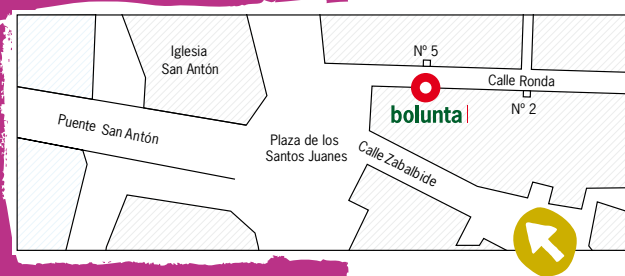 Iglesia
San Antón
Nº 5
Calle Ronda
Nº 2
bolunta
Puente San Antón
Plaza de los
Santos Juanes
Calle Zabalbide